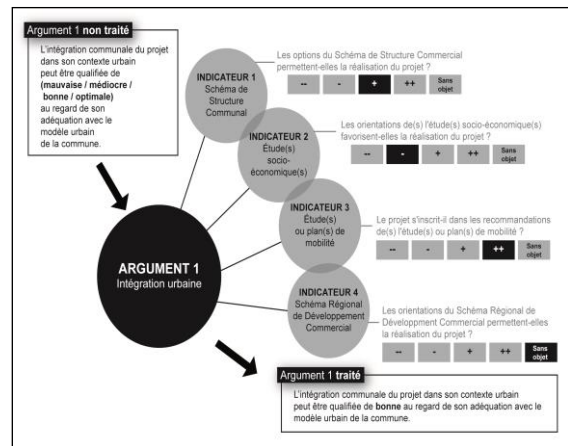 Argument 1 non traité
L'intégration communale du projet
dans son contexte urbain
peut être qualifiée de
(mauvaise / médiocre /
bonne / optimale)
au regard de son
adéquation avec le
modèle urbain
de la commune.
INDICATEUR 1
Schéma de
Structure
Communal
Les options du Schéma de Structure Commercial
permettent-elles la réalisation du projet ?
-- - + ++ Sans
objet
INDICATEUR 2
Étude(s)
socio-
économique(s)
Les orientations de(s) l'étude(s) socio-économique(s)
favorisent-elles la réalisation du projet ?
-- - + ++ Sans
objet
INDICATEUR 3
Étude(s)
ou plan(s) de
mobilité
Le projet s'inscrit-il dans les recommandations
de(s) l'étude(s) ou plan(s) de mobilité ?
-- - + ++ Sans
objet
ARGUMENT 1
Intégration urbaine
INDICATEUR 4
Schéma Régional
de Développement
Commercial
Les orientations du Schéma Régional de
Développment Commercial permettent-elles
la réalisation du projet ?
-- - + ++ Sans
objet
Argument 1 traité
L'intégration communale du projet dans son contexte urbain
peut être qualifiée de bonne au regard de son adéquation avec le
modèle urbain de la commune.